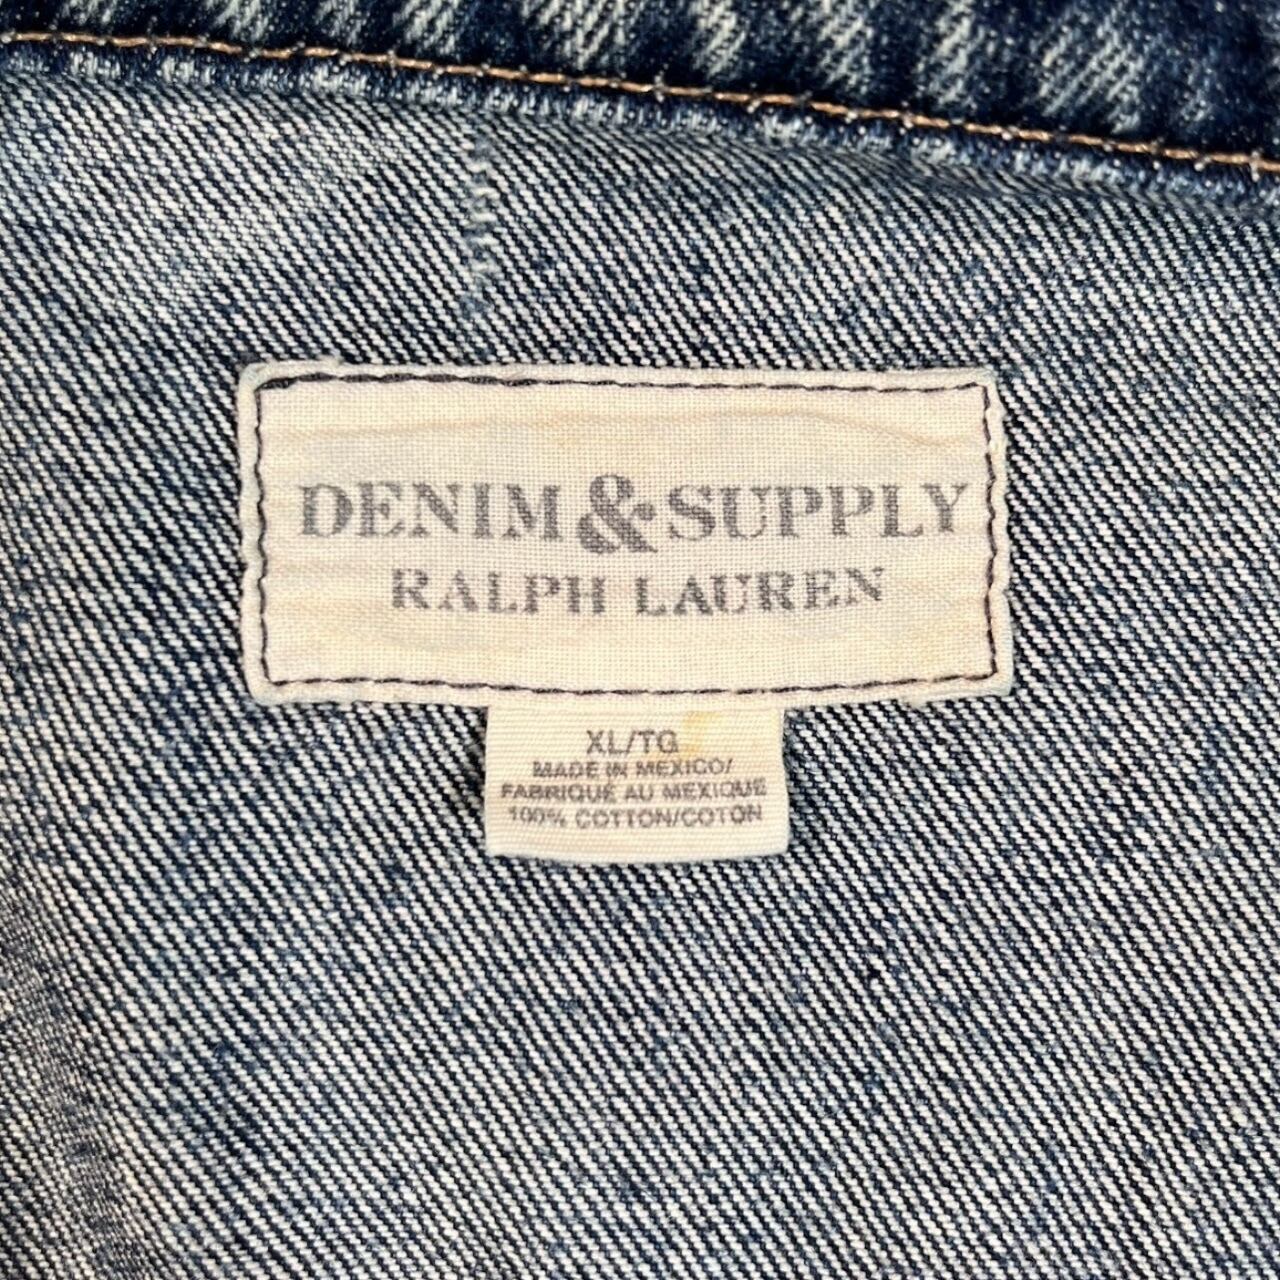 DENIM & SUPPLY
RALPH LAUREN
XL/TG
MADE IN MEXICO/
FABRIQUÉ AU MEXIQUE
100% COTTON/COTON